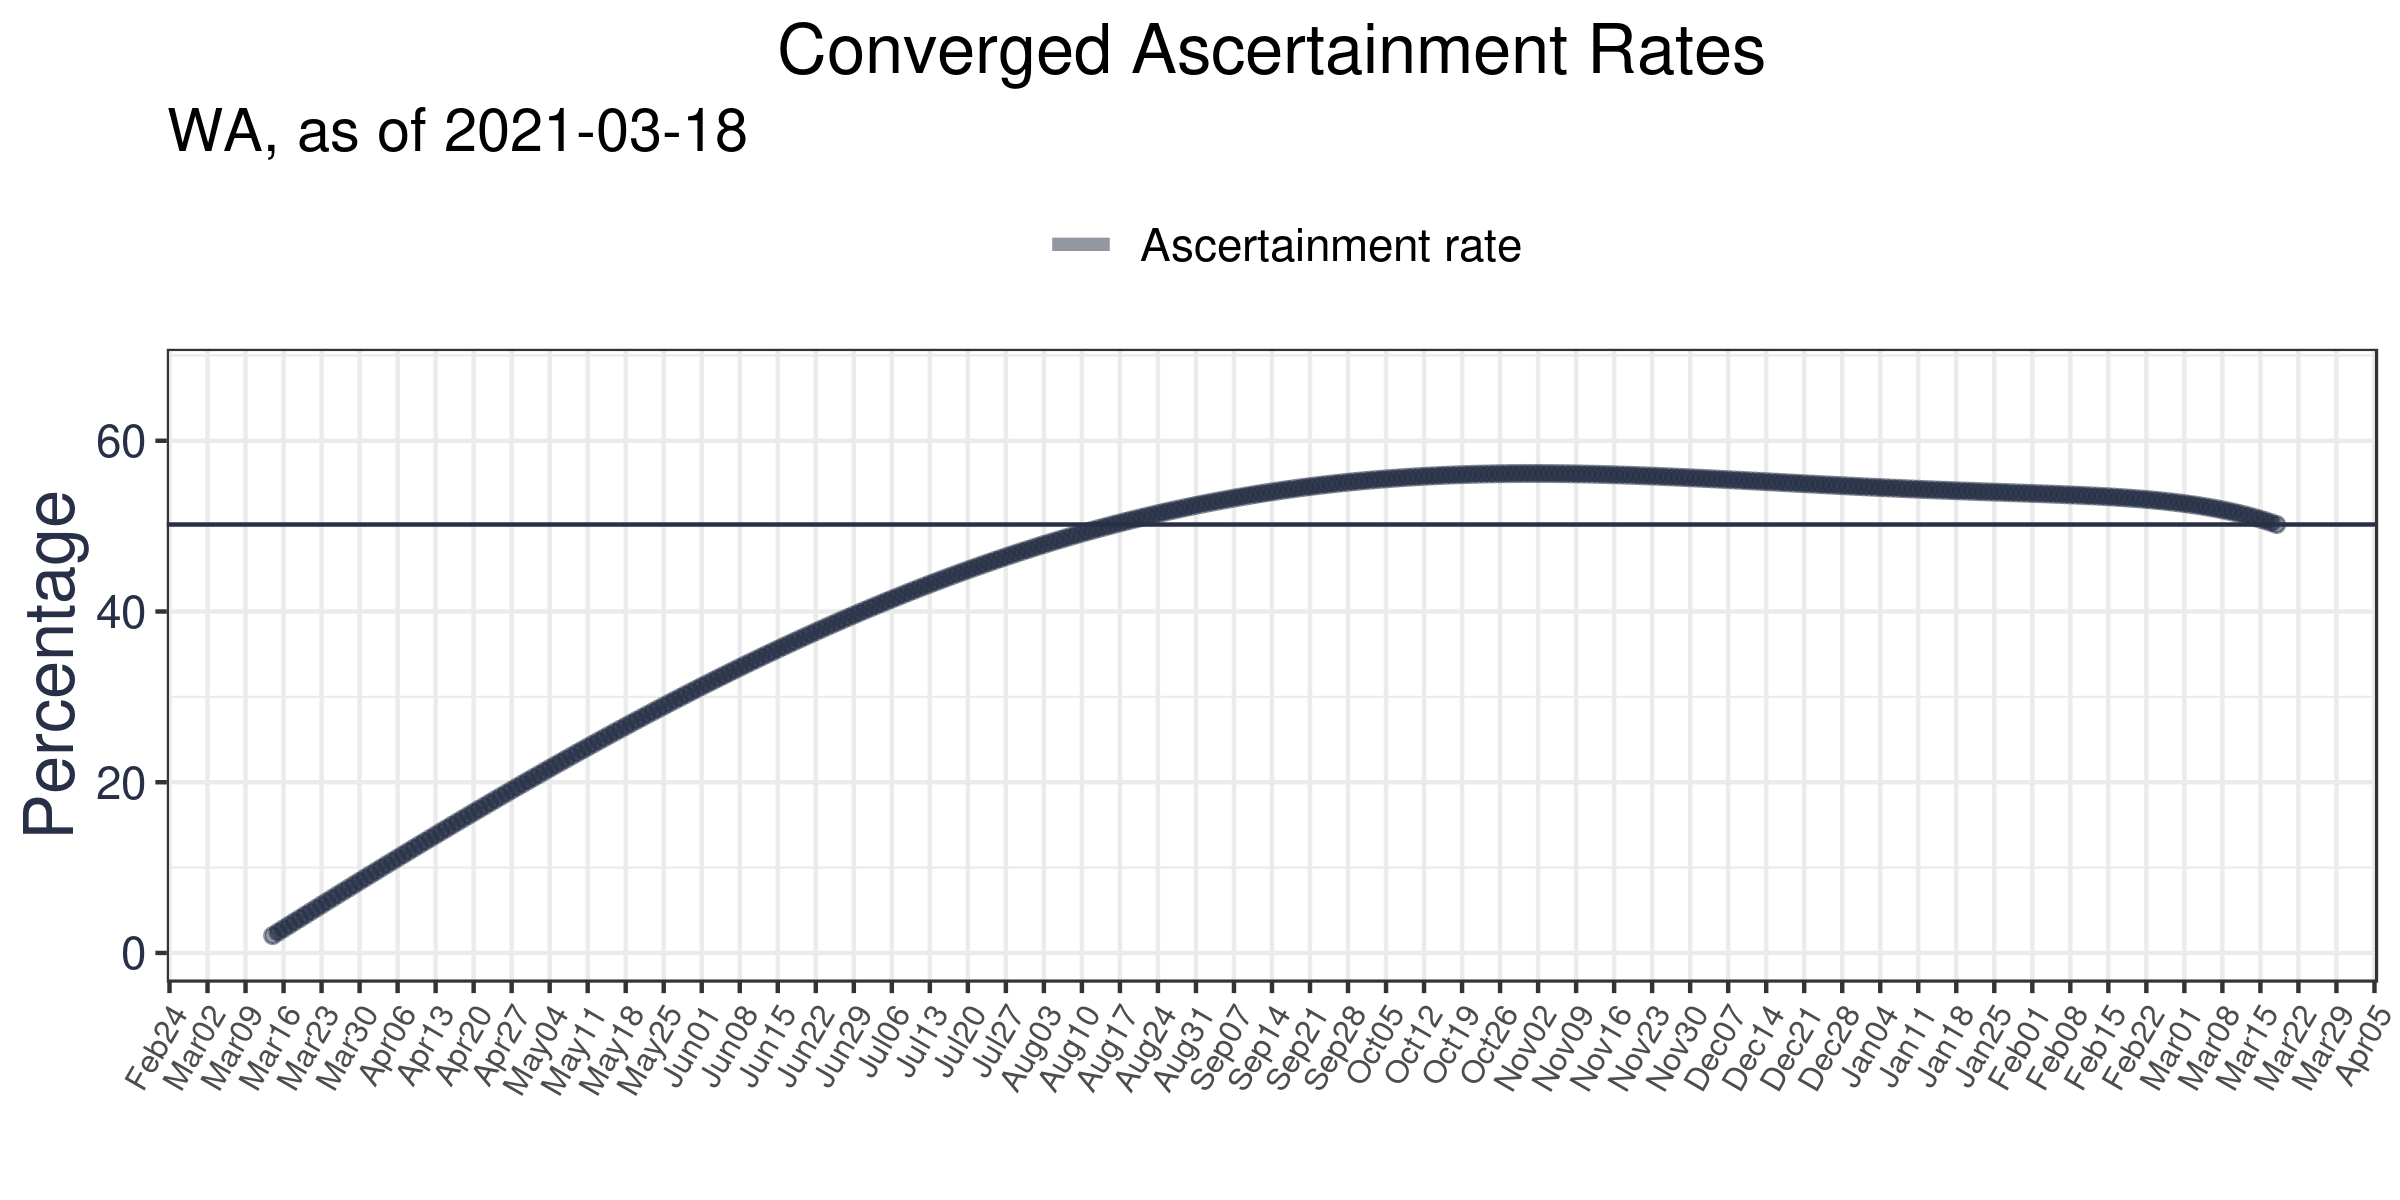 Converged Ascertainment Rates
WA, as of 2021-03-18
Ascertainment rate
Percentage
60
40
20
0
Feb24 Mar02 Mar09 Mar16 Mar23 Mar30 Apr06 Apr13 Apr20 Apr27 May04 May11 May18 May25 Jun01 Jun08 Jun15 Jun22 Jun29 Jul06 Jul13 Jul20 Jul27 Aug03 Aug10 Aug17 Aug24 Aug31 Sep07 Sep14 Sep21 Sep28 Oct05 Oct12 Oct19 Oct26 Nov02 Nov09 Nov16 Nov23 Nov30 Dec07 Dec14 Dec21 Dec28 Jan04 Jan11 Jan18 Jan25 Feb01 Feb08 Feb15 Feb22 Mar01 Mar08 Mar15 Mar22 Mar29 Apr05